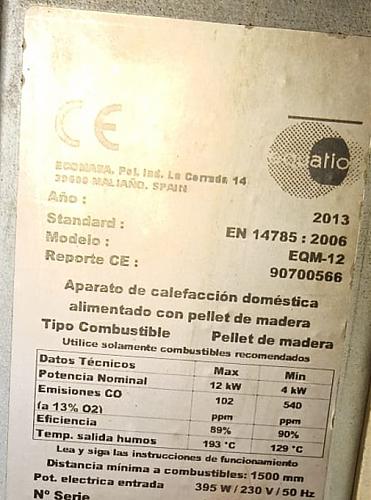 CE
equatio
ECOMASA. Pol. Ind. La Cerrada 14
39600 MALIAÑO. SPAIN
Año : 2013
Standard : EN 14785 : 2006
Modelo : EQM-12
Reporte CE : 90700566
Aparato de calefacción doméstica
alimentado con pellet de madera
Tipo Combustible Pellet de madera
Utilice solamente combustibles recomendados
Datos Técnicos Max Min
Potencia Nominal 12 kW 4 kW
Emisiones CO 102 540
(a 13% O2) ppm ppm
Eficiencia 89% 90%
Temp. salida humos 193 °C 129 °C
Lea y siga las instrucciones de funcionamiento
Distancia mínima a combustibles: 1500 mm
Pot. electrica entrada 395 W / 230 V / 50 Hz
Nº Serie